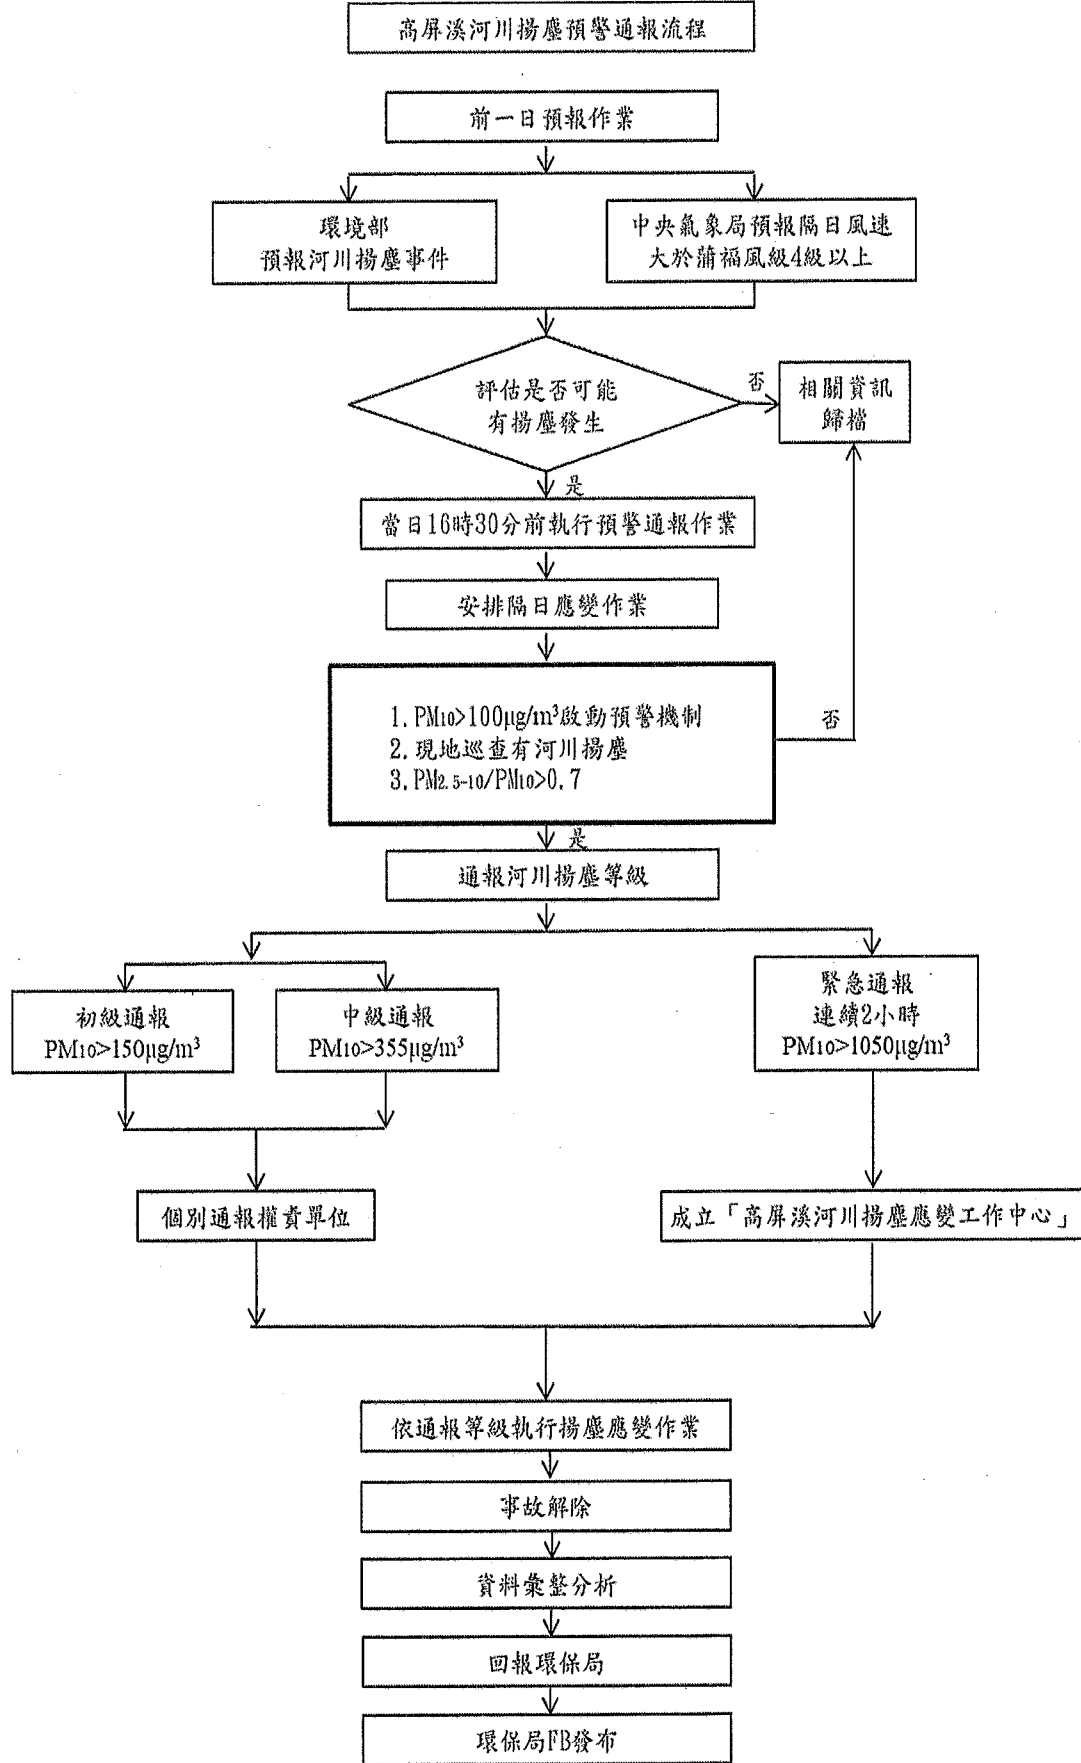 高屏溪河川揚塵預警通報流程
前一日預報作業
環境部
預報河川揚塵事件
中央氣象局預報隔日風速
大於蒲福風級4級以上
評估是否可能
有揚塵發生
否
相關資訊
歸檔
是
當日16時30分前執行預警通報作業
安排隔日應變作業
1. PM10>100μg/m³啟動預警機制
2. 現地巡查有河川揚塵
3. PM2.5-10/PM10>0.7
否
是
通報河川揚塵等級
初級通報
PM10>150μg/m³
中級通報
PM10>355μg/m³
緊急通報
連續2小時
PM10>1050μg/m³
個別通報權責單位
成立「高屏溪河川揚塵應變工作中心」
依通報等級執行揚塵應變作業
事故解除
資料彙整分析
回報環保局
環保局FB發布